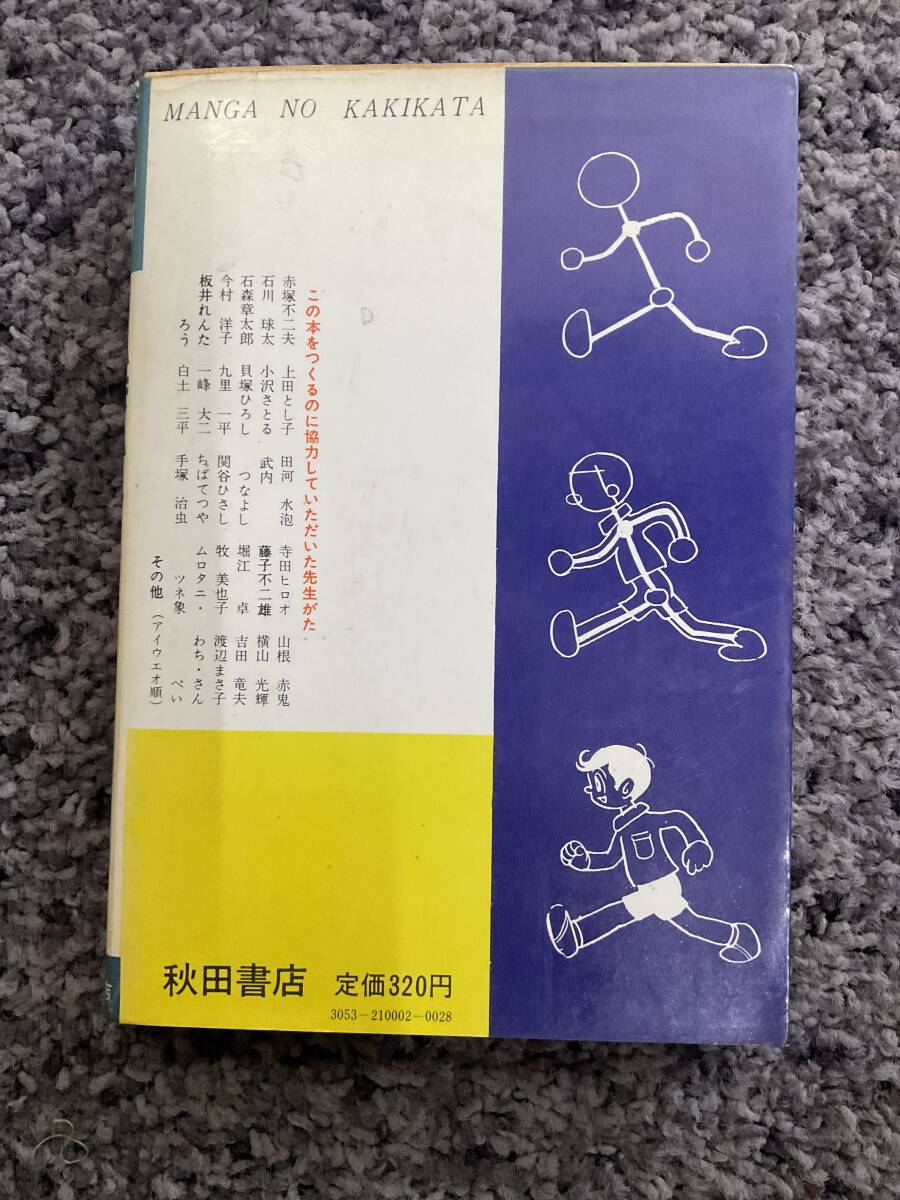 MANGA NO KAKIKATA
この本をつくるのに協力していただいた先生がた
赤塚不二夫　上田とし子　田河　水泡　寺田ヒロオ　山根　赤鬼
石川　球太　小沢さとる　武内　　　　藤子不二雄　横山　光輝
石森章太郎　貝塚ひろし　　つなよし　堀江　　卓　吉田　竜夫
今村　洋子　九里　一平　関谷ひさし　牧　美也子　渡辺まさ子
板井れんた　一峰　大二　ちばてつや　ムロタニ・　わち・さん
　　　ろう　白土　三平　手塚　治虫　　ツネ象　　　　ぺい
その他（アイウエオ順）
秋田書店　定価320円
3053－210002－0028
店